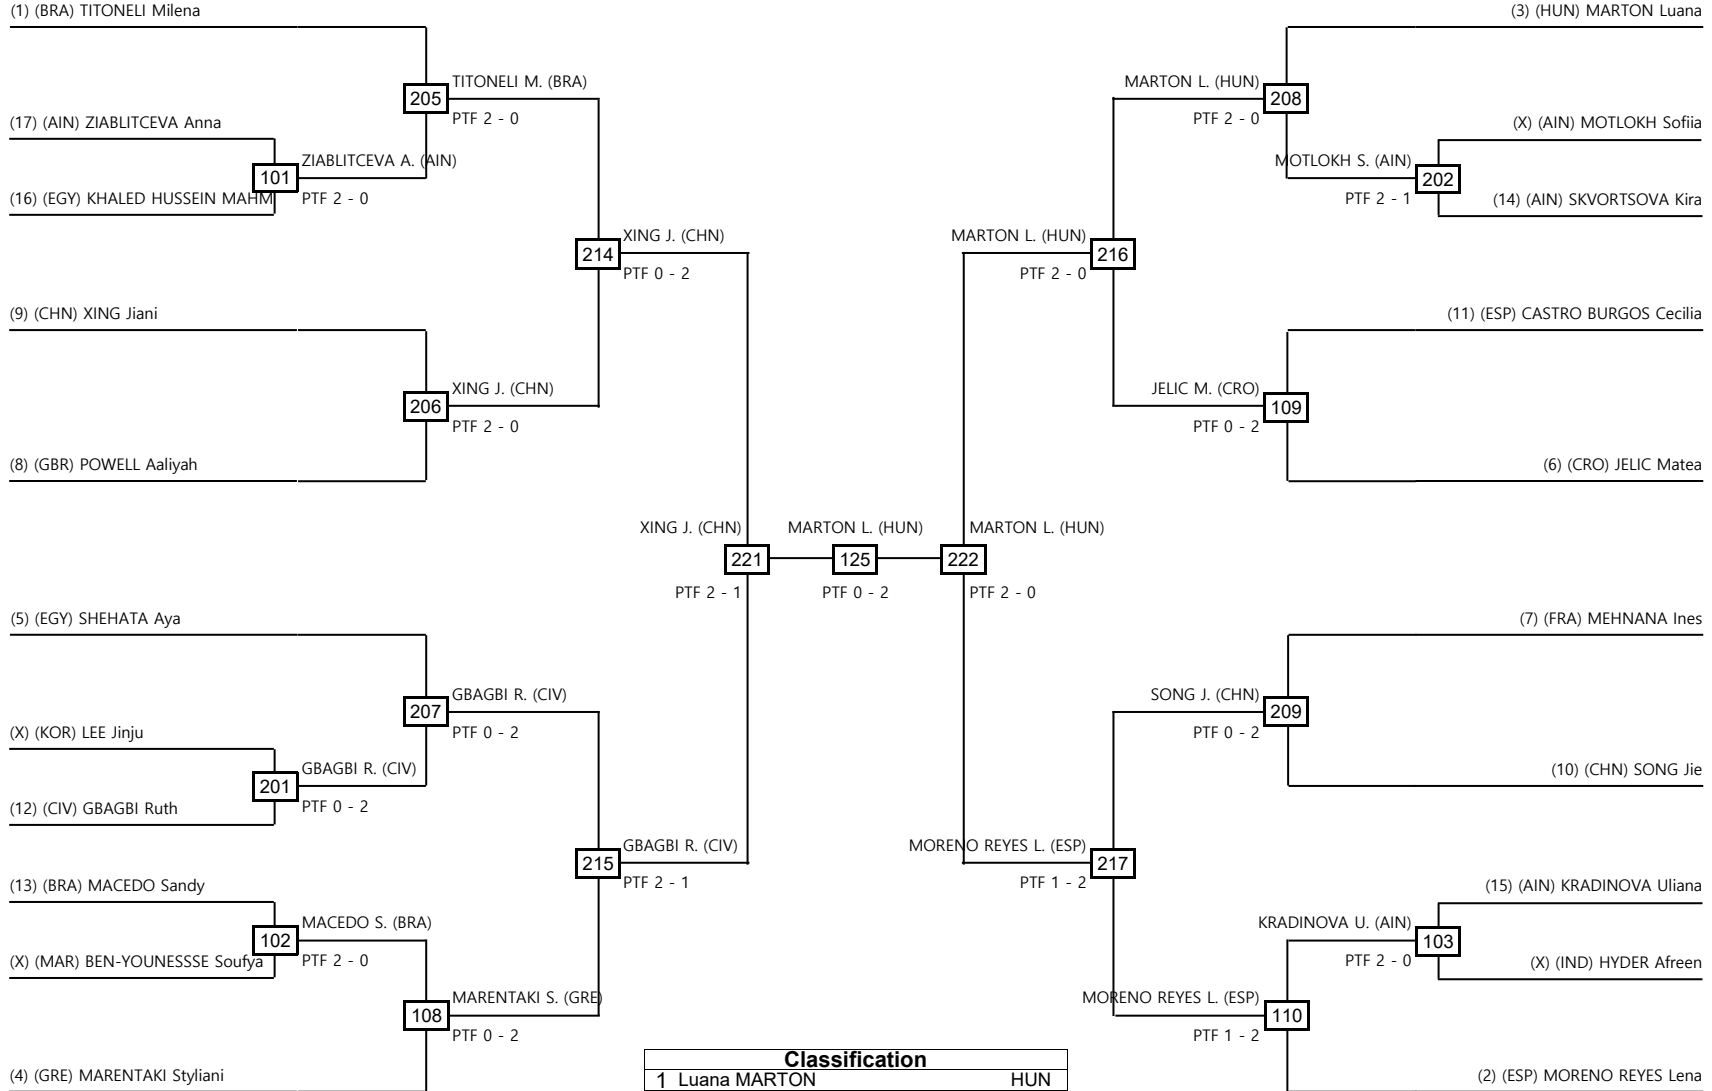 (1) (BRA) TITONELI Milena
205
TITONELI M. (BRA)
PTF 2 - 0
(17) (AIN) ZIABLITCEVA Anna
101
ZIABLITCEVA A. (AIN)
PTF 2 - 0
(16) (EGY) KHALED HUSSEIN MAHM
214
XING J. (CHN)
PTF 0 - 2
(9) (CHN) XING Jiani
206
XING J. (CHN)
PTF 2 - 0
(8) (GBR) POWELL Aaliyah
XING J. (CHN)
221
PTF 2 - 1
(5) (EGY) SHEHATA Aya
207
GBAGBI R. (CIV)
PTF 0 - 2
(X) (KOR) LEE Jinju
201
GBAGBI R. (CIV)
PTF 0 - 2
(12) (CIV) GBAGBI Ruth
215
GBAGBI R. (CIV)
PTF 2 - 1
(13) (BRA) MACEDO Sandy
102
MACEDO S. (BRA)
PTF 2 - 0
(X) (MAR) BEN-YOUNESSSE Soufya
108
MARENTAKI S. (GRE)
PTF 0 - 2
(4) (GRE) MARENTAKI Styliani
MARTON L. (HUN)
125
PTF 0 - 2
(3) (HUN) MARTON Luana
MARTON L. (HUN)
208
PTF 2 - 0
(X) (AIN) MOTLOKH Sofiia
MOTLOKH S. (AIN)
202
PTF 2 - 1
(14) (AIN) SKVORTSOVA Kira
MARTON L. (HUN)
216
PTF 2 - 0
(11) (ESP) CASTRO BURGOS Cecilia
JELIC M. (CRO)
109
PTF 0 - 2
(6) (CRO) JELIC Matea
MARTON L. (HUN)
222
PTF 2 - 0
(7) (FRA) MEHNANA Ines
SONG J. (CHN)
209
PTF 0 - 2
(10) (CHN) SONG Jie
MORENO REYES L. (ESP)
217
PTF 1 - 2
(15) (AIN) KRADINOVA Uliana
KRADINOVA U. (AIN)
103
PTF 2 - 0
(X) (IND) HYDER Afreen
MORENO REYES L. (ESP)
110
PTF 1 - 2
(2) (ESP) MORENO REYES Lena
Classification
1 Luana MARTON HUN